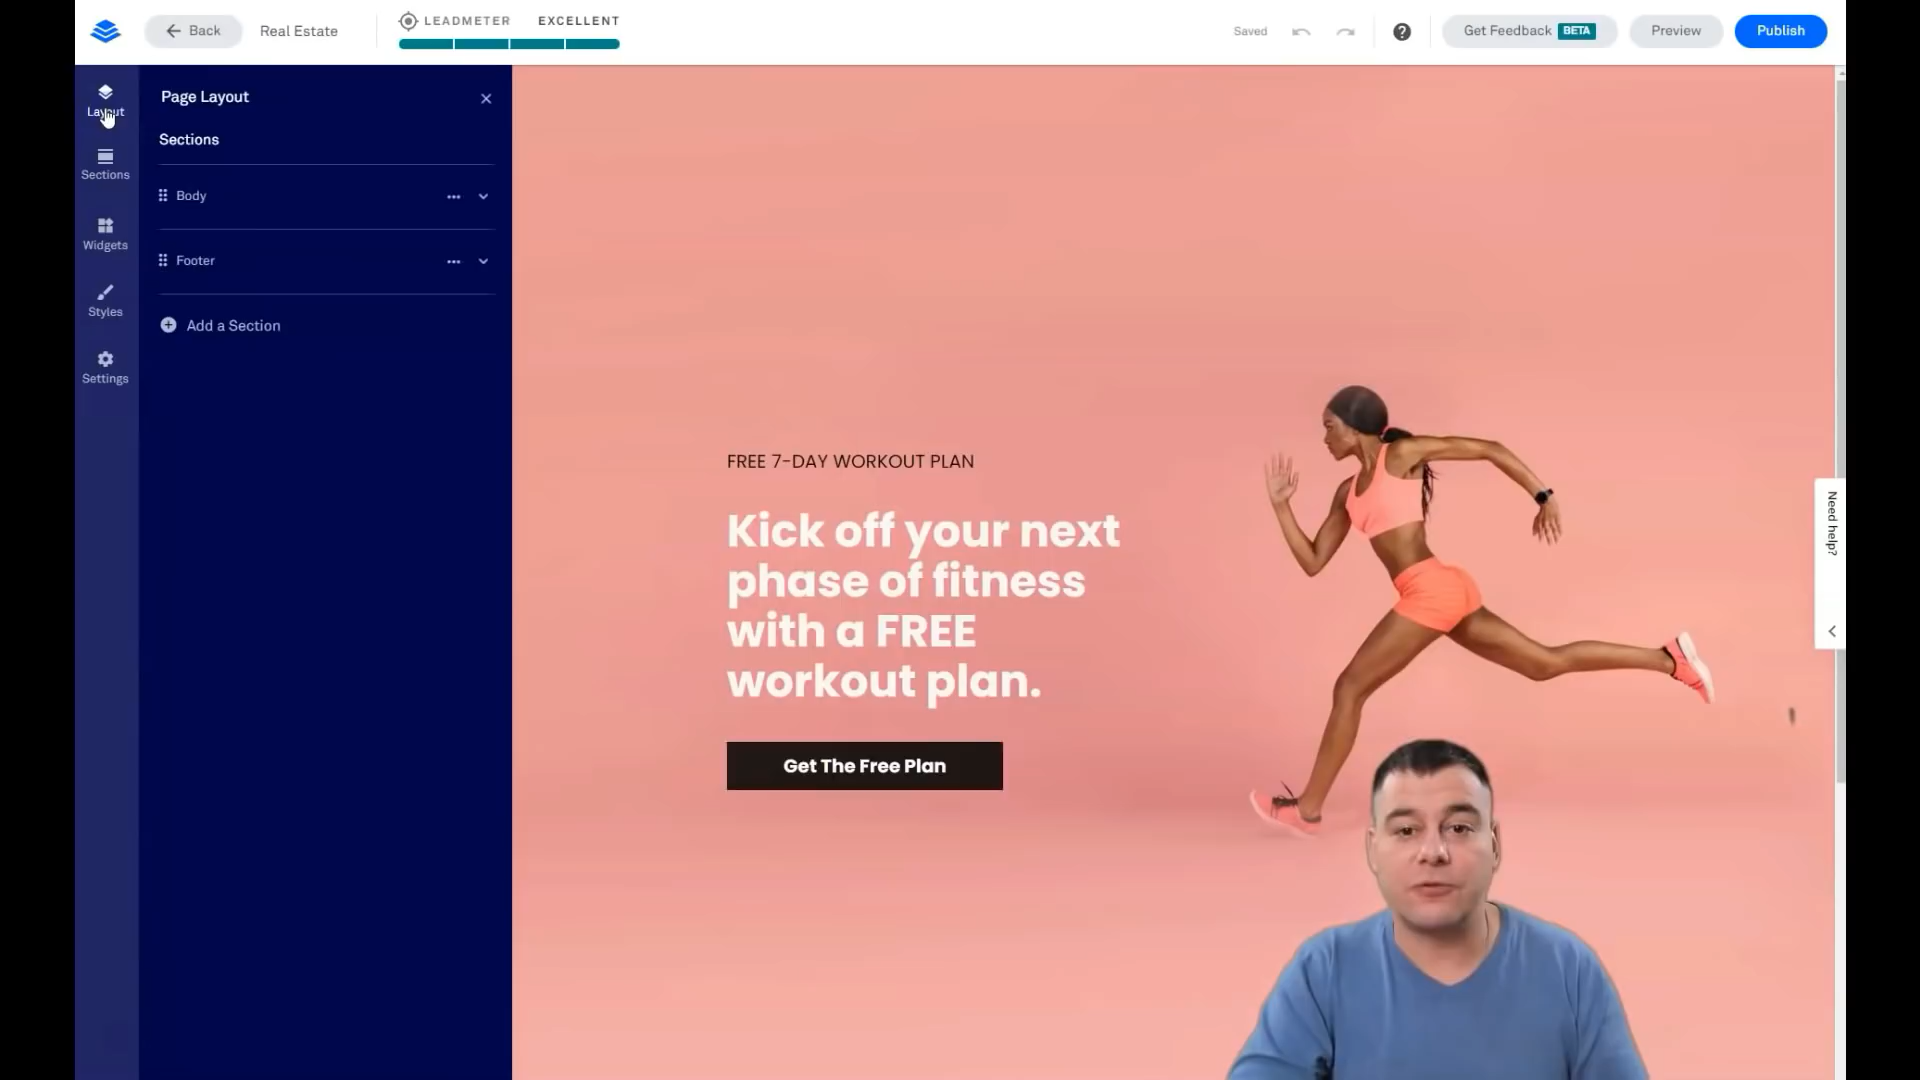 Back
Real Estate
LEADMETER EXCELLENT
Saved
?
Get Feedback BETA
Preview
Publish
Layout
Sections
Widgets
Styles
Settings
Page Layout
Sections
Body
Footer
Add a Section
FREE 7-DAY WORKOUT PLAN
Kick off your next
phase of fitness
with a FREE
workout plan.
Get The Free Plan
Need help?